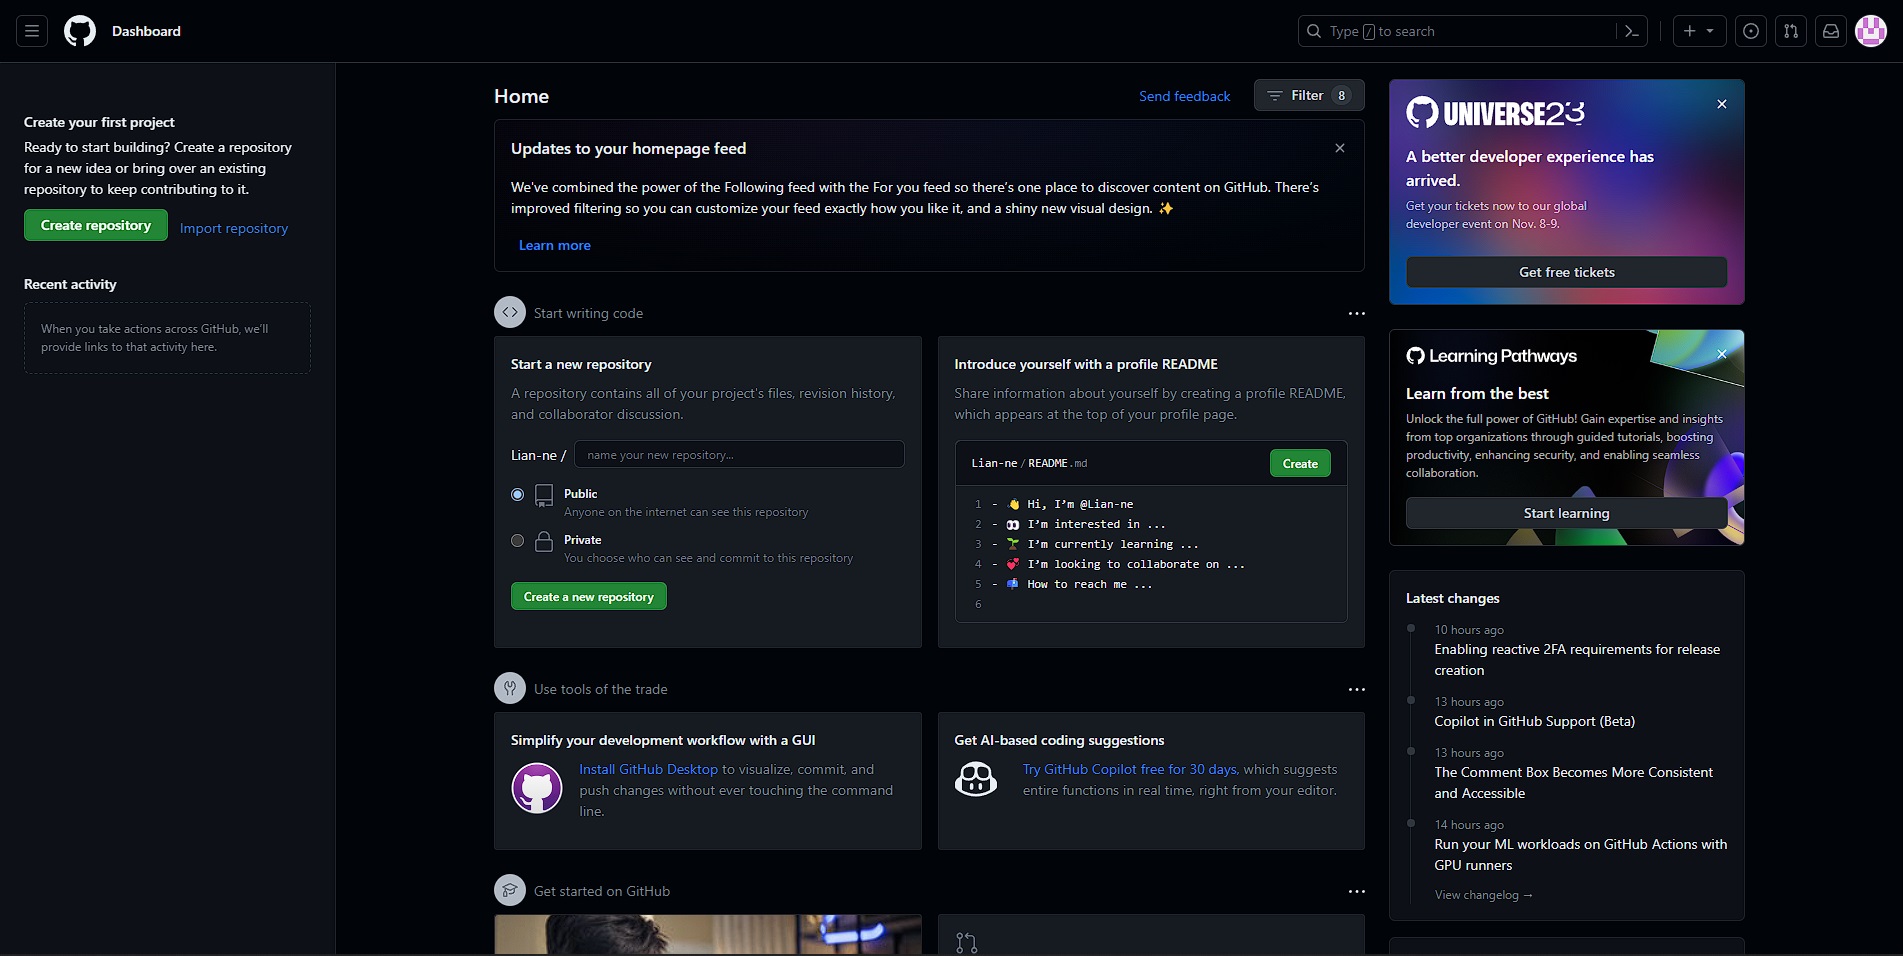 Dashboard
Type / to search
Create your first project
Ready to start building? Create a repository
for a new idea or bring over an existing
repository to keep contributing to it.
Create repository
Import repository
Recent activity
When you take actions across GitHub, we'll
provide links to that activity here.
Home
Send feedback
Filter 8
Updates to your homepage feed
We've combined the power of the Following feed with the For you feed so there's one place to discover content on GitHub. There's
improved filtering so you can customize your feed exactly how you like it, and a shiny new visual design. ✨
Learn more
Start writing code
Start a new repository
A repository contains all of your project's files, revision history,
and collaborator discussion.
Lian-ne / name your new repository...
Public
Anyone on the internet can see this repository
Private
You choose who can see and commit to this repository
Create a new repository
Introduce yourself with a profile README
Share information about yourself by creating a profile README,
which appears at the top of your profile page.
Lian-ne / README.md
Create
1 - 👋 Hi, I'm @Lian-ne
2 - 👀 I'm interested in ...
3 - 🌱 I'm currently learning ...
4 - 💞️ I'm looking to collaborate on ...
5 - 📫 How to reach me ...
6
Use tools of the trade
Simplify your development workflow with a GUI
Install GitHub Desktop to visualize, commit, and
push changes without ever touching the command
line.
Get AI-based coding suggestions
Try GitHub Copilot free for 30 days, which suggests
entire functions in real time, right from your editor.
Get started on GitHub
UNIVERSE23
A better developer experience has
arrived.
Get your tickets now to our global
developer event on Nov. 8-9.
Get free tickets
Learning Pathways
Learn from the best
Unlock the full power of GitHub! Gain expertise and insights
from top organizations through guided tutorials, boosting
productivity, enhancing security, and enabling seamless
collaboration.
Start learning
Latest changes
10 hours ago
Enabling reactive 2FA requirements for release
creation
13 hours ago
Copilot in GitHub Support (Beta)
13 hours ago
The Comment Box Becomes More Consistent
and Accessible
14 hours ago
Run your ML workloads on GitHub Actions with
GPU runners
View changelog →